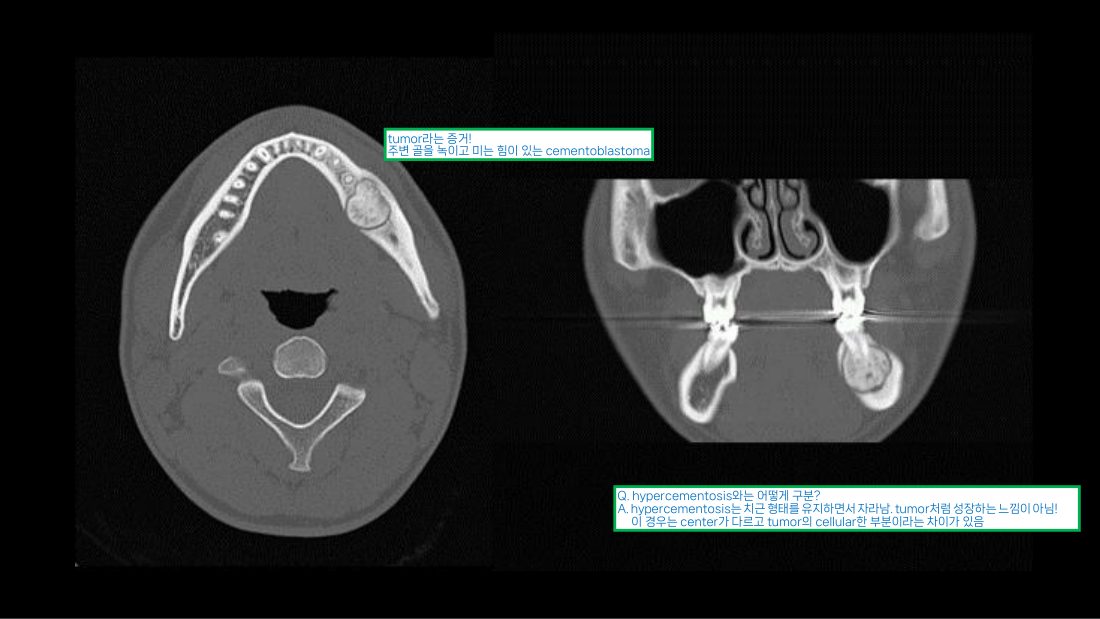 tumor라는 증거!
주변 골을 녹이고 미는 힘이 있는 cementoblastoma
Q. hypercementosis와는 어떻게 구분?
A. hypercementosis는 치근 형태를 유지하면서 자라남. tumor처럼 성장하는 느낌이 아님!
이 경우는 center가 다르고 tumor의 cellular한 부분이라는 차이가 있음